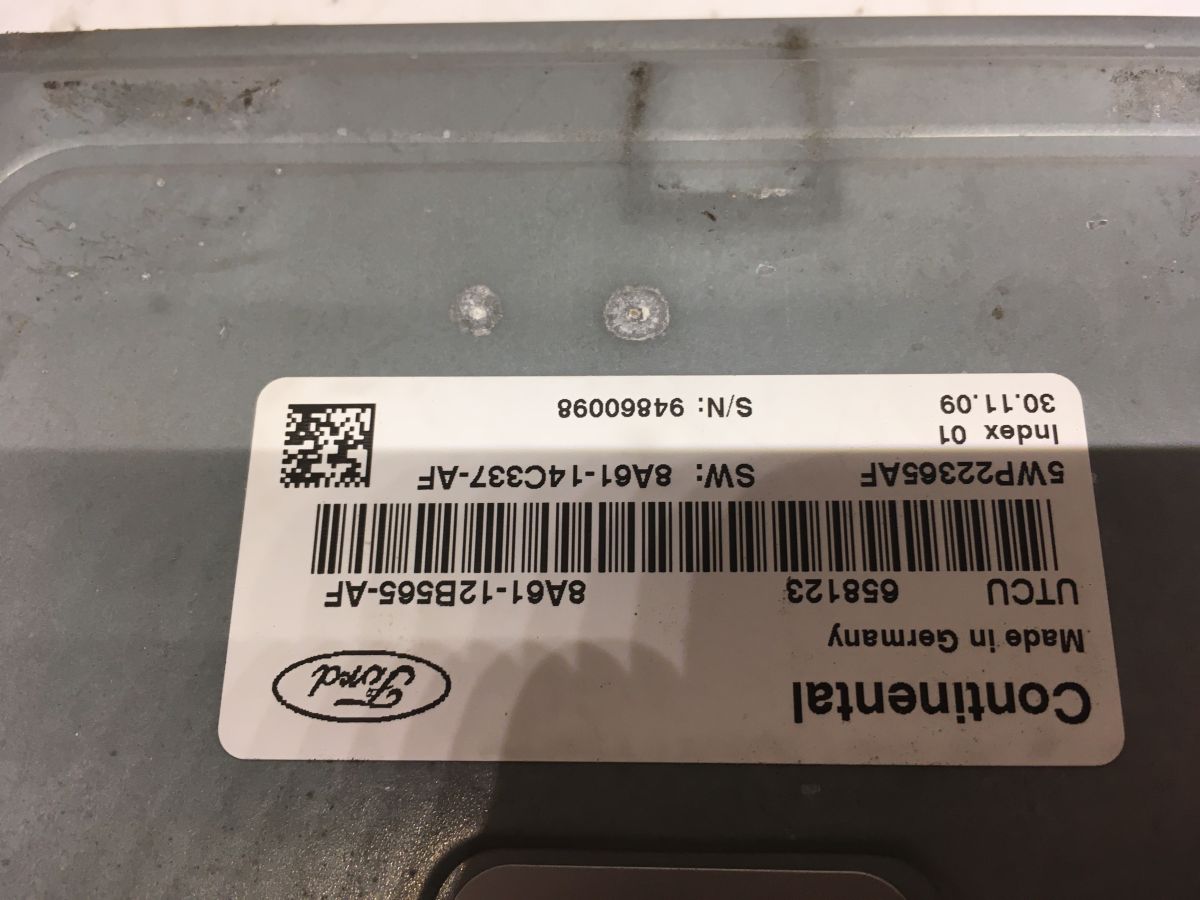 Continental
Ford
Made in Germany
UTCU 658123 8A61-12B565-AF
5WP22365AF SW: 8A61-14C337-AF
Index 01
30.11.09 S/N: 94860098